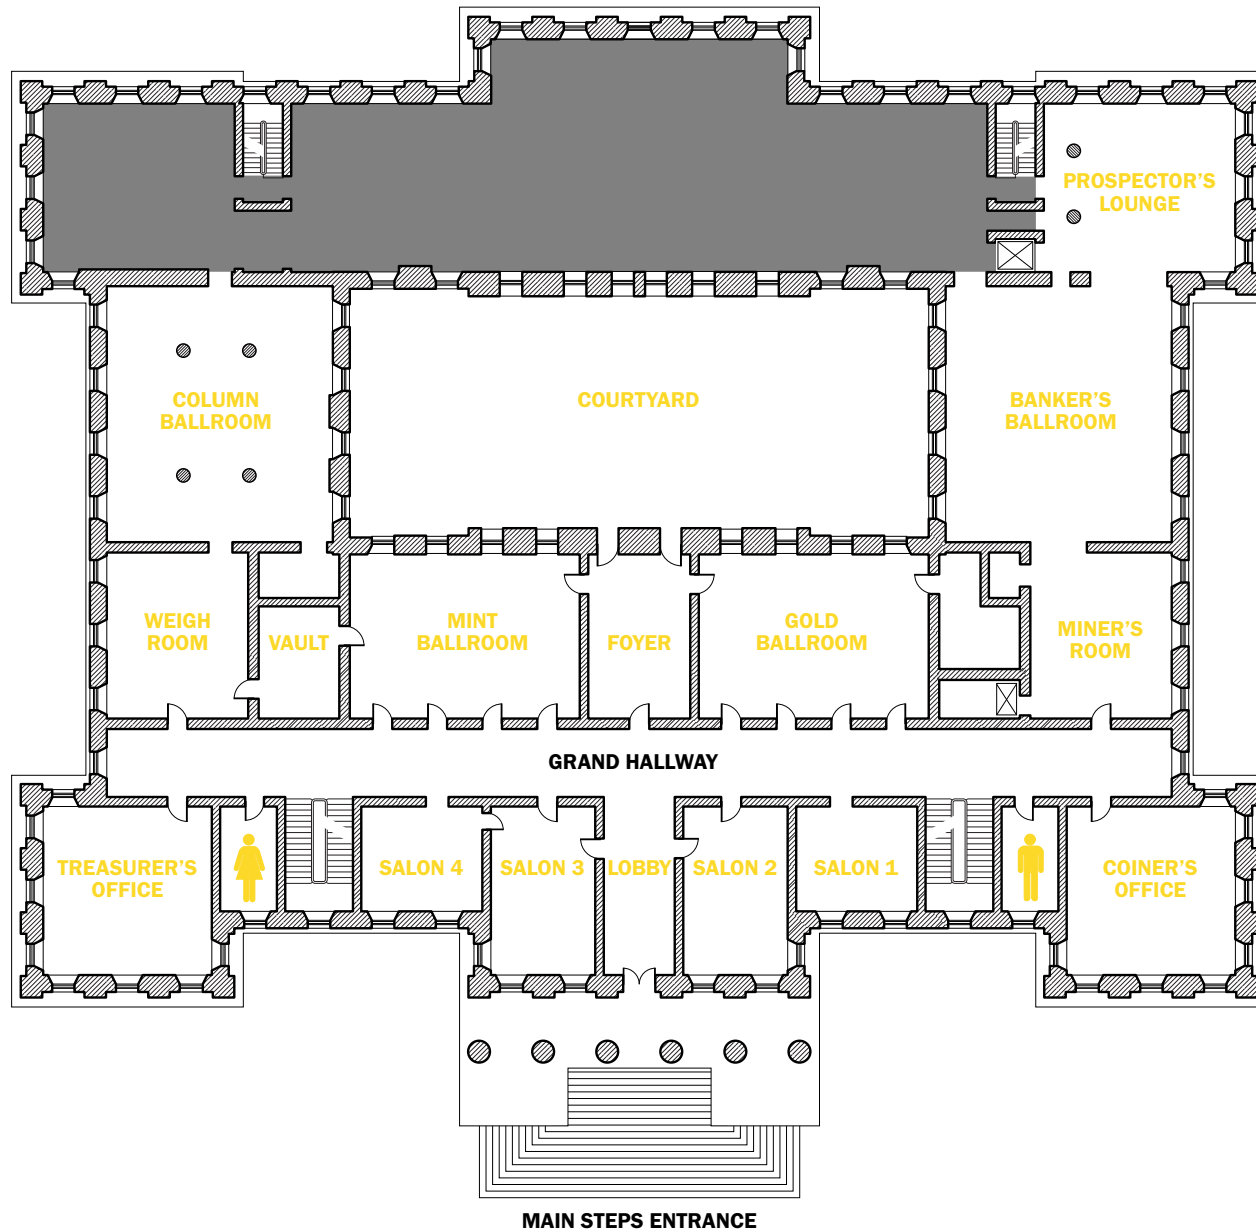 PROSPECTOR'S
LOUNGE
COLUMN
BALLROOM
COURTYARD
BANKER'S
BALLROOM
WEIGH
ROOM
VAULT
MINT
BALLROOM
FOYER
GOLD
BALLROOM
MINER'S
ROOM
GRAND HALLWAY
TREASURER'S
OFFICE
SALON 4
SALON 3
LOBBY
SALON 2
SALON 1
COINER'S
OFFICE
MAIN STEPS ENTRANCE